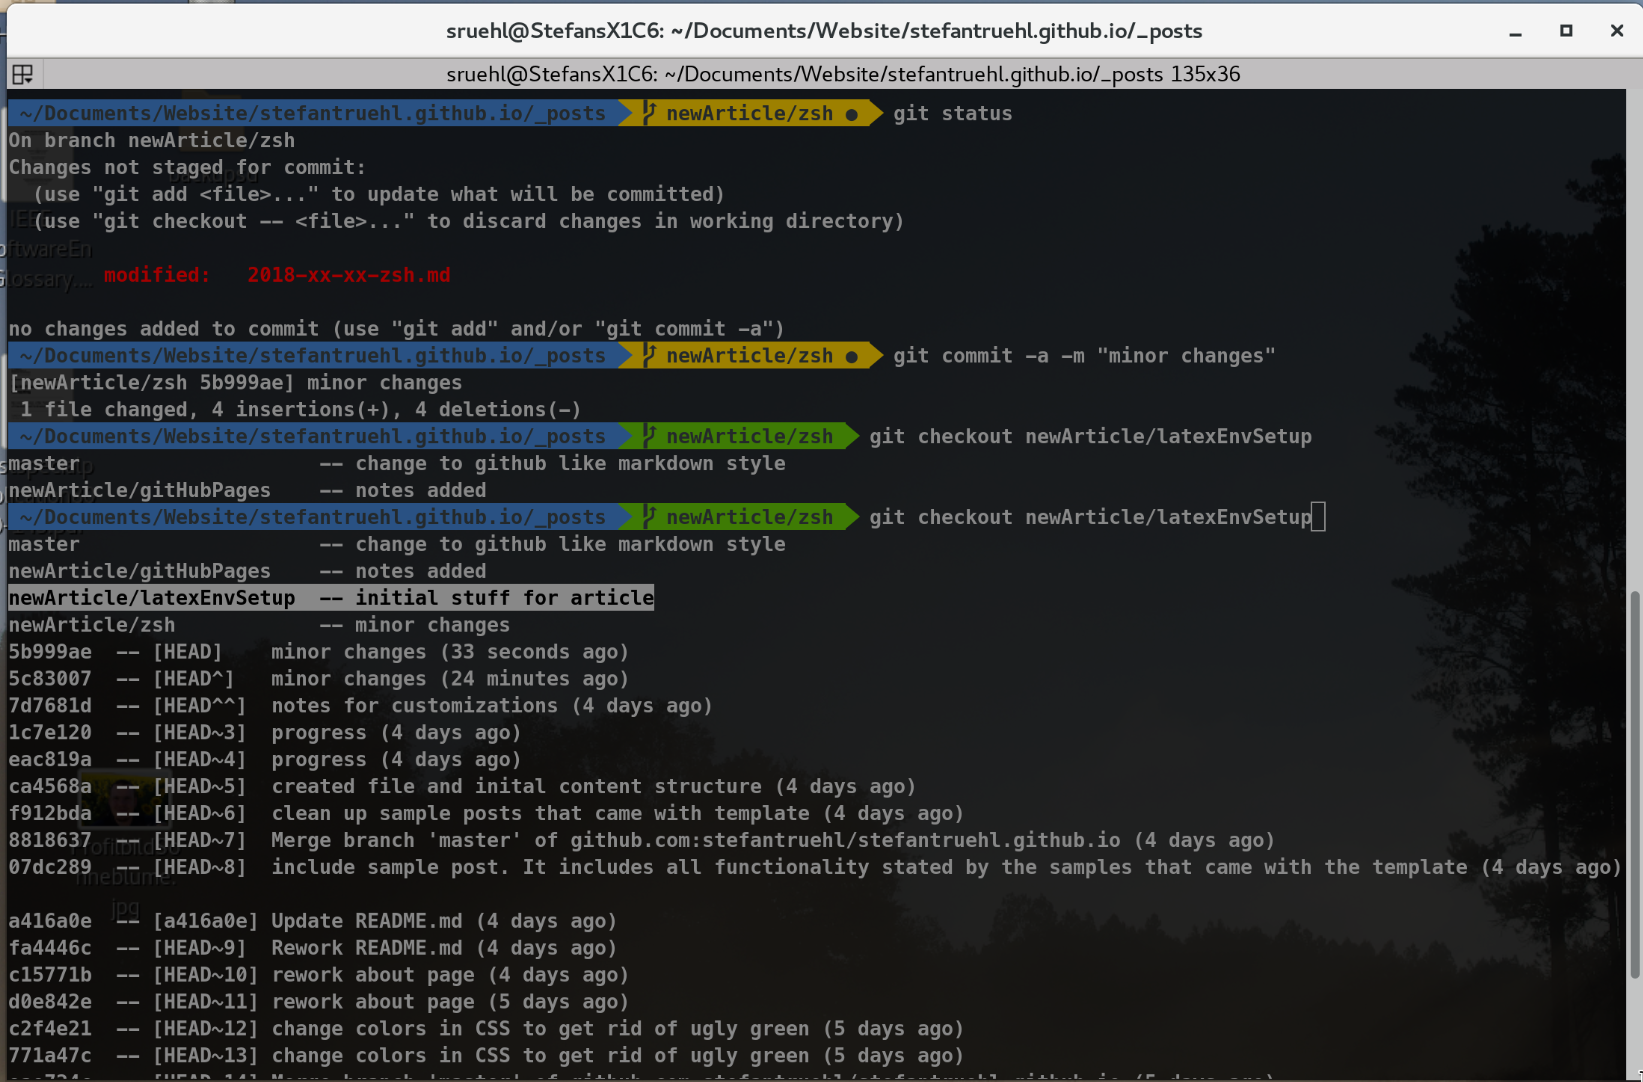 sruehl@StefansX1C6: ~/Documents/Website/stefantruehl.github.io/_posts
sruehl@StefansX1C6: ~/Documents/Website/stefantruehl.github.io/_posts 135x36
~/Documents/Website/stefantruehl.github.io/_posts newArticle/zsh ● git status
On branch newArticle/zsh
Changes not staged for commit:
(use "git add <file>..." to update what will be committed)
(use "git checkout -- <file>..." to discard changes in working directory)
modified: 2018-xx-xx-zsh.md
no changes added to commit (use "git add" and/or "git commit -a")
~/Documents/Website/stefantruehl.github.io/_posts newArticle/zsh ● git commit -a -m "minor changes"
[newArticle/zsh 5b999ae] minor changes
1 file changed, 4 insertions(+), 4 deletions(-)
~/Documents/Website/stefantruehl.github.io/_posts newArticle/zsh git checkout newArticle/latexEnvSetup
master -- change to github like markdown style
newArticle/gitHubPages -- notes added
~/Documents/Website/stefantruehl.github.io/_posts newArticle/zsh git checkout newArticle/latexEnvSetup
master -- change to github like markdown style
newArticle/gitHubPages -- notes added
newArticle/latexEnvSetup -- initial stuff for article
newArticle/zsh -- minor changes
5b999ae -- [HEAD] minor changes (33 seconds ago)
5c83007 -- [HEAD^] minor changes (24 minutes ago)
7d7681d -- [HEAD^^] notes for customizations (4 days ago)
1c7e120 -- [HEAD~3] progress (4 days ago)
eac819a -- [HEAD~4] progress (4 days ago)
ca4568a -- [HEAD~5] created file and inital content structure (4 days ago)
f912bda -- [HEAD~6] clean up sample posts that came with template (4 days ago)
8818637 -- [HEAD~7] Merge branch 'master' of github.com:stefantruehl/stefantruehl.github.io (4 days ago)
07dc289 -- [HEAD~8] include sample post. It includes all functionality stated by the samples that came with the template (4 days ago)
a416a0e -- [a416a0e] Update README.md (4 days ago)
fa4446c -- [HEAD~9] Rework README.md (4 days ago)
c15771b -- [HEAD~10] rework about page (4 days ago)
d0e842e -- [HEAD~11] rework about page (5 days ago)
c2f4e21 -- [HEAD~12] change colors in CSS to get rid of ugly green (5 days ago)
771a47c -- [HEAD~13] change colors in CSS to get rid of ugly green (5 days ago)